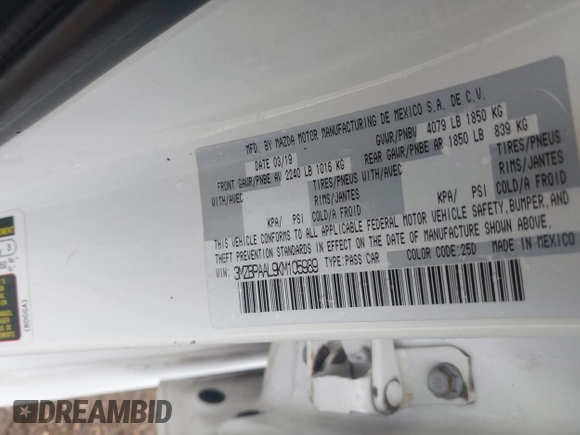 MFD. BY MAZDA MOTOR MANUFACTURING DE MEXICO S.A. DE C.V.
DATE 03/19 GVWR/PNBV 4079 LB 1850 KG
FRONT GAWR/PNBE AV 2240 LB 1016 KG REAR GAWR/PNBE AR 1850 LB 839 KG
WITH/AVEC TIRES/PNEUS WITH/AVEC TIRES/PNEUS
RIMS/JANTES RIMS/JANTES
KPA/ PSI COLD/A FROID KPA/ PSI COLD/A FROID
THIS VEHICLE CONFORMS TO ALL APPLICABLE FEDERAL MOTOR VEHICLE SAFETY, BUMPER, AND
THEFT PREVENTION STANDARDS IN EFFECT ON THE DATE OF MANUFACTURE SHOWN ABOVE.
VIN: 3MZBPAAL9KM105989 TYPE:PASS CAR COLOR CODE:25D MADE IN MEXICO
(BDGGA)
DREAMBID